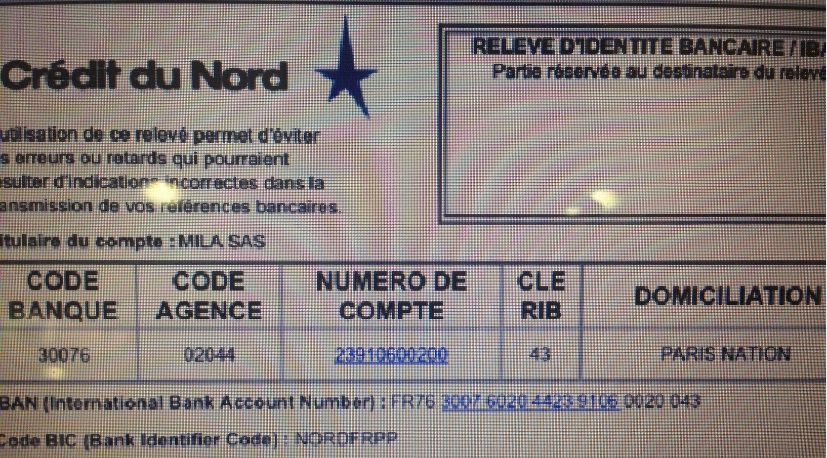 Crédit du Nord
RELEVE D'IDENTITE BANCAIRE / IBA
Partie réservée au destinataire du relevé
utilisation de ce relevé permet d'éviter
s erreurs ou retards qui pourraient
ésulter d'indications incorrectes dans la
ansmission de vos références bancaires.
itulaire du compte : MILA SAS
CODE BANQUE CODE AGENCE NUMERO DE COMPTE CLE RIB DOMICILIATION
30076 02044 23910600200 43 PARIS NATION
BAN (International Bank Account Number) : FR76 3007 6020 4423 9106 0020 043
Code BIC (Bank Identifier Code) : NORDFRPP